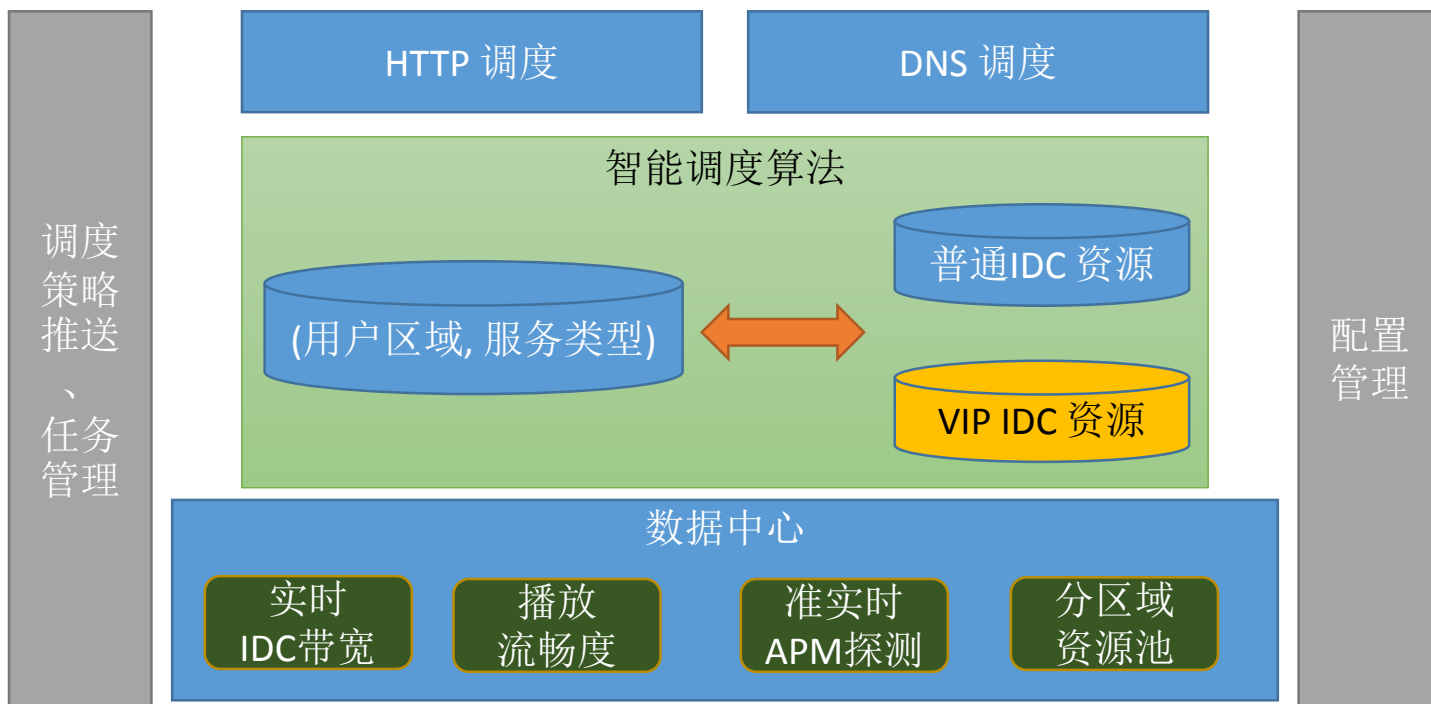 HTTP 调度
DNS 调度
调度
策略
推送
、
任务
管理
智能调度算法
(用户区域, 服务类型)
普通IDC 资源
VIP IDC 资源
配置
管理
数据中心
实时
IDC带宽
播放
流畅度
准实时
APM探测
分区域
资源池